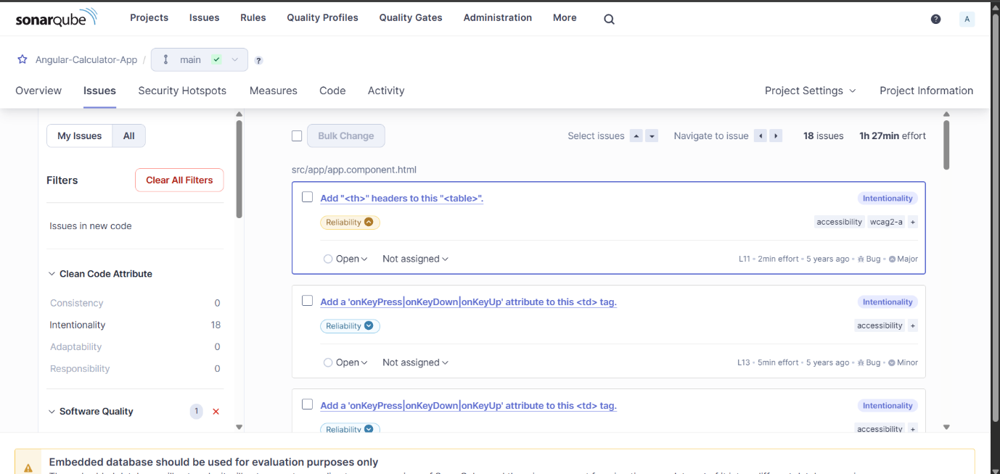 sonarqube Projects Issues Rules Quality Profiles Quality Gates Administration More ? A
Angular-Calculator-App / main ?
Overview Issues Security Hotspots Measures Code Activity Project Settings Project Information
My Issues All
Bulk Change Select issues Navigate to issue 18 issues 1h 27min effort
Filters Clear All Filters
Issues in new code
Clean Code Attribute
Consistency 0
Intentionality 18
Adaptability 0
Responsibility 0
Software Quality 1
src/app/app.component.html
Add "<th>" headers to this "<table>". Intentionality
Reliability accessibility wcag2-a +
Open Not assigned L11 • 2min effort • 5 years ago • Bug • Major
Add a 'onKeyPress|onKeyDown|onKeyUp' attribute to this <td> tag. Intentionality
Reliability accessibility +
Open Not assigned L13 • 5min effort • 5 years ago • Bug • Minor
Add a 'onKeyPress|onKeyDown|onKeyUp' attribute to this <td> tag. Intentionality
Reliability accessibility +
Embedded database should be used for evaluation purposes only